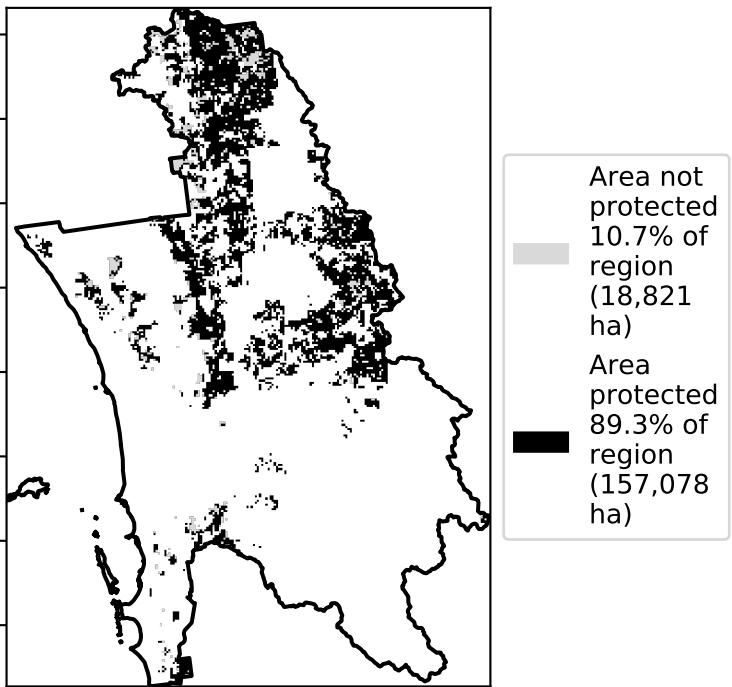 Area not
protected
10.7% of
region
(18,821
ha)
Area
protected
89.3% of
region
(157,078
ha)